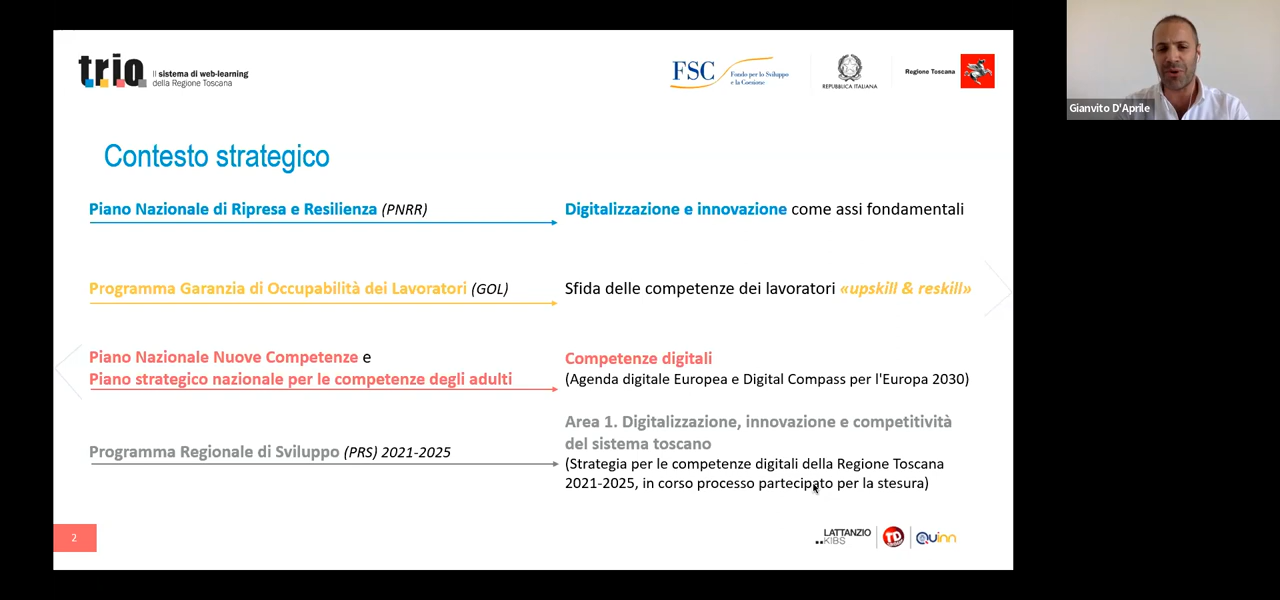 trio
Il sistema di web-learning
della Regione Toscana
FSC
Fondo per lo Sviluppo
e la Coesione
REPUBBLICA ITALIANA
Regione Toscana
Gianvito D'Aprile
Contesto strategico
Piano Nazionale di Ripresa e Resilienza (PNRR)
Digitalizzazione e innovazione come assi fondamentali
Programma Garanzia di Occupabilità dei Lavoratori (GOL)
Sfida delle competenze dei lavoratori «upskill & reskill»
Piano Nazionale Nuove Competenze e
Piano strategico nazionale per le competenze degli adulti
Competenze digitali
(Agenda digitale Europea e Digital Compass per l'Europa 2030)
Programma Regionale di Sviluppo (PRS) 2021-2025
Area 1. Digitalizzazione, innovazione e competitività
del sistema toscano
(Strategia per le competenze digitali della Regione Toscana
2021-2025, in corso processo partecipato per la stesura)
2
LATTANZIO
KIBS
TD
Quinn